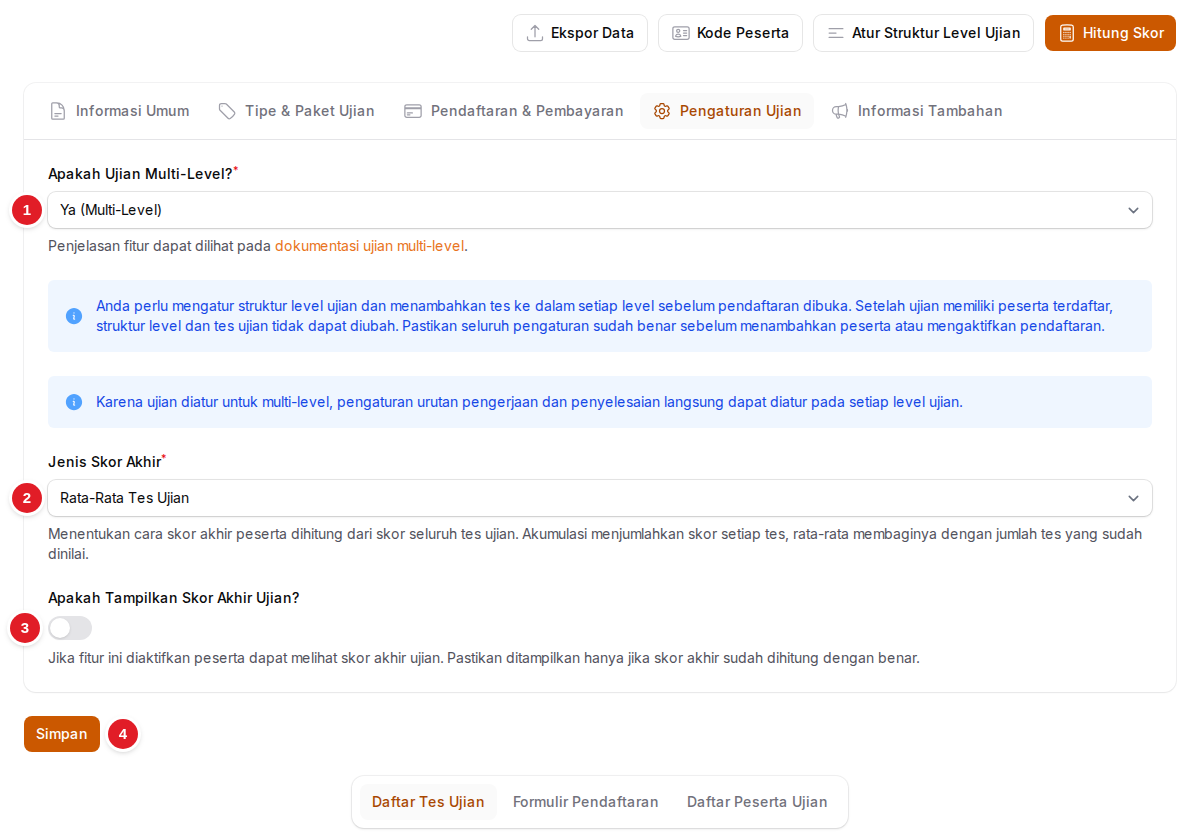 Ekspor Data
Kode Peserta
Atur Struktur Level Ujian
Hitung Skor
Informasi Umum
Tipe & Paket Ujian
Pendaftaran & Pembayaran
Pengaturan Ujian
Informasi Tambahan
Apakah Ujian Multi-Level?*
1
Ya (Multi-Level)
Penjelasan fitur dapat dilihat pada dokumentasi ujian multi-level.
Anda perlu mengatur struktur level ujian dan menambahkan tes ke dalam setiap level sebelum pendaftaran dibuka. Setelah ujian memiliki peserta terdaftar,
struktur level dan tes ujian tidak dapat diubah. Pastikan seluruh pengaturan sudah benar sebelum menambahkan peserta atau mengaktifkan pendaftaran.
Karena ujian diatur untuk multi-level, pengaturan urutan pengerjaan dan penyelesaian langsung dapat diatur pada setiap level ujian.
Jenis Skor Akhir*
2
Rata-Rata Tes Ujian
Menentukan cara skor akhir peserta dihitung dari skor seluruh tes ujian. Akumulasi menjumlahkan skor setiap tes, rata-rata membaginya dengan jumlah tes yang sudah
dinilai.
Apakah Tampilkan Skor Akhir Ujian?
3
Jika fitur ini diaktifkan peserta dapat melihat skor akhir ujian. Pastikan ditampilkan hanya jika skor akhir sudah dihitung dengan benar.
Simpan
4
Daftar Tes Ujian
Formulir Pendaftaran
Daftar Peserta Ujian